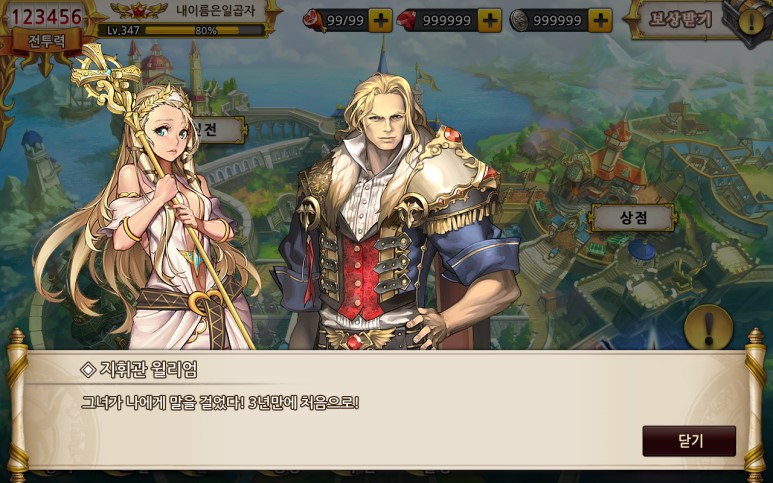 123456
전투력
내이름은일곱자
Lv.347
80%
99/99
999999
999999
보상받기
신전
상점
지휘관 윌리엄
그녀가 나에게 말을 걸었다! 3년만에 처음으로!
닫기